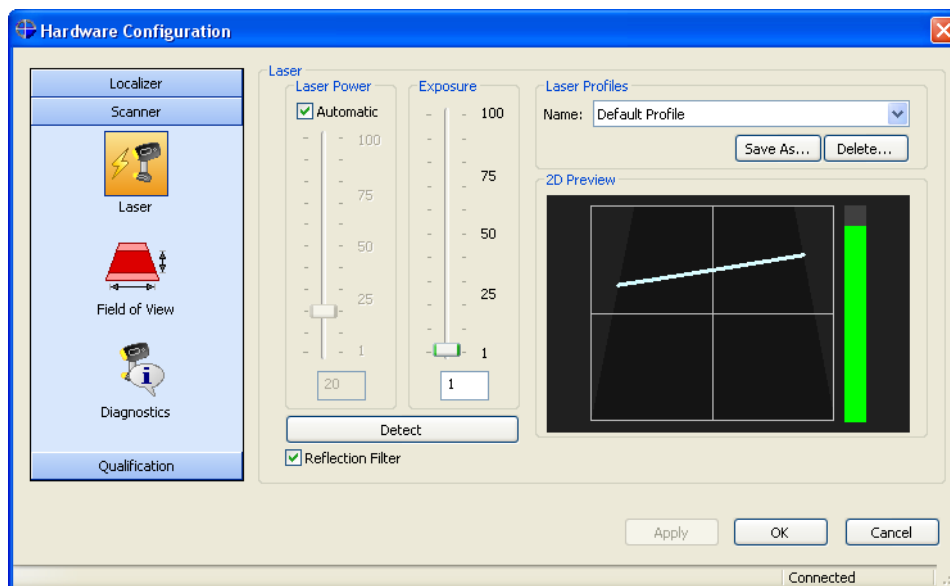 Hardware Configuration
Localizer
Scanner
Laser
Field of View
Diagnostics
Qualification
Laser
Laser Power
Automatic
100
75
50
25
1
20
Exposure
100
75
50
25
1
1
Detect
Reflection Filter
Laser Profiles
Name: Default Profile
Save As... Delete...
2D Preview
Apply OK Cancel
Connected